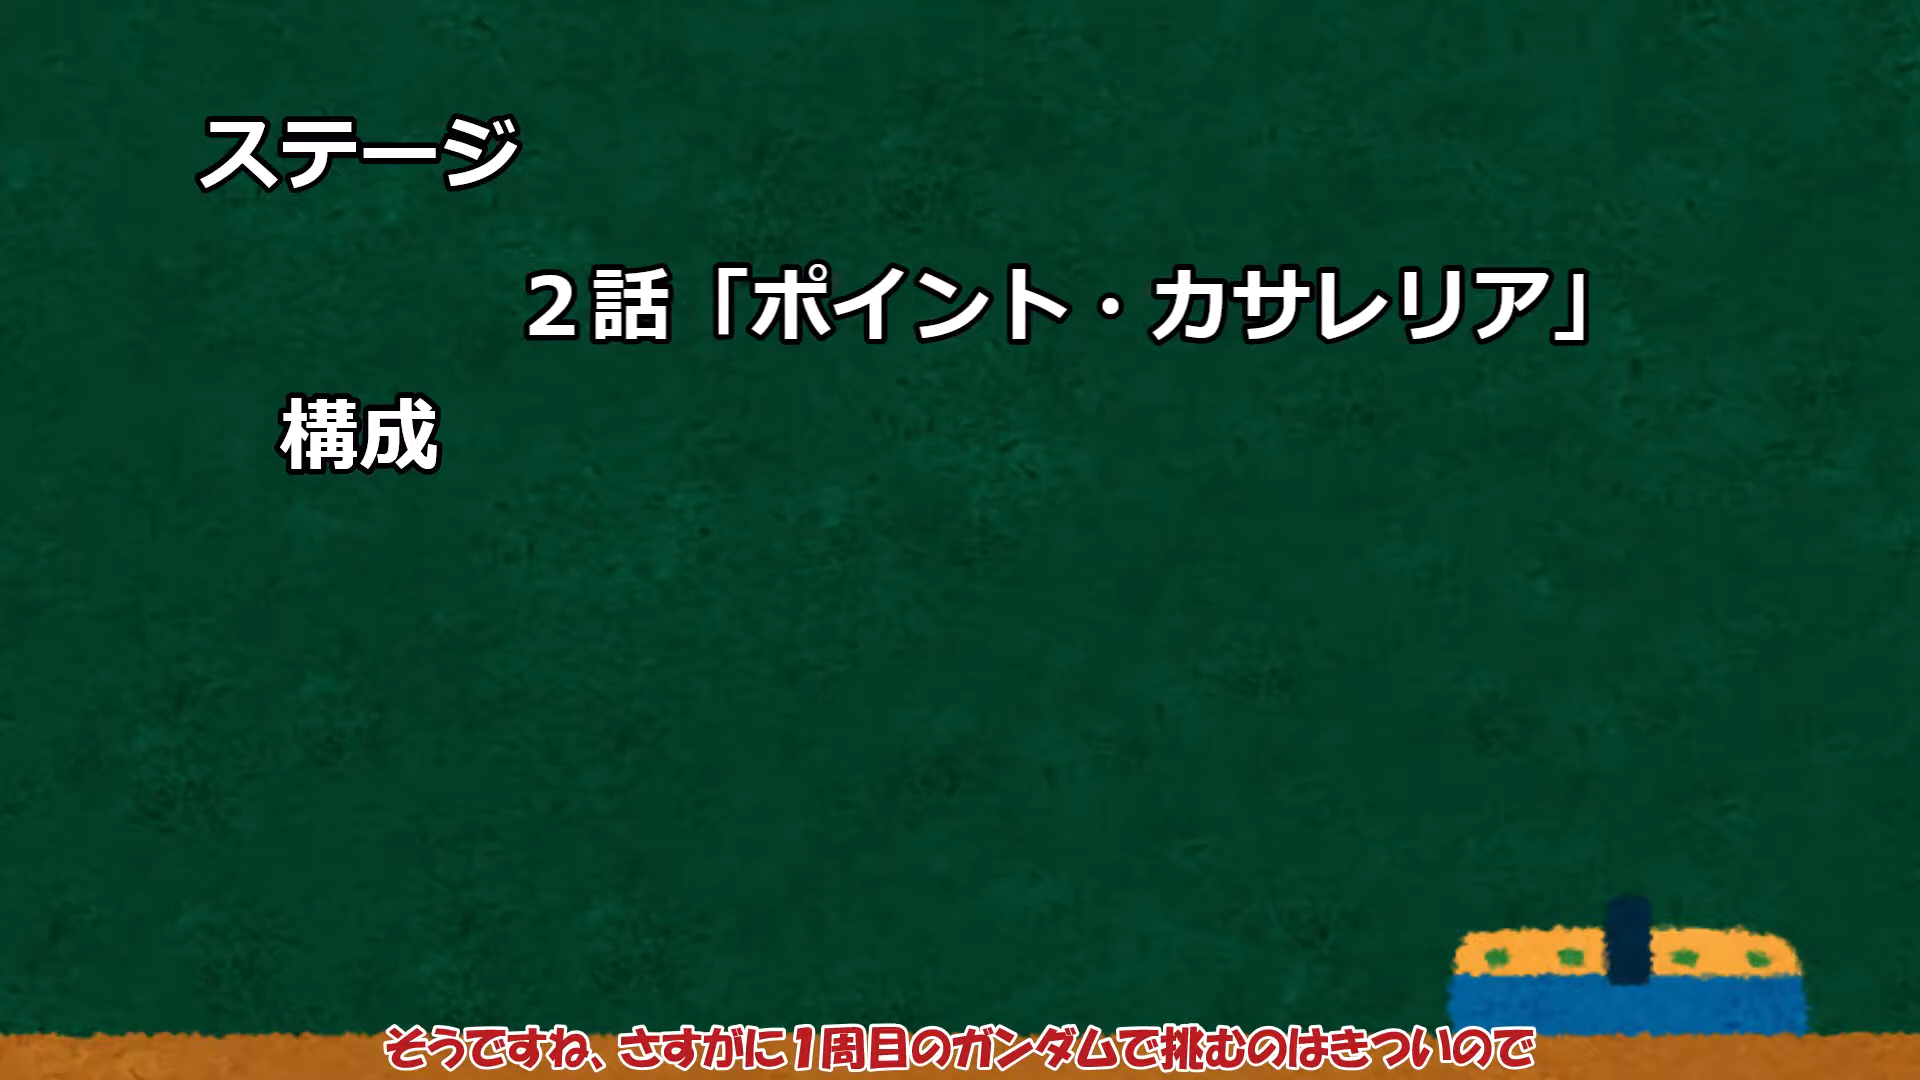 ステージ
２話「ポイント・カサレリア」
構成
そうですね、さすがに１周目のガンダムで挑むのはきついので